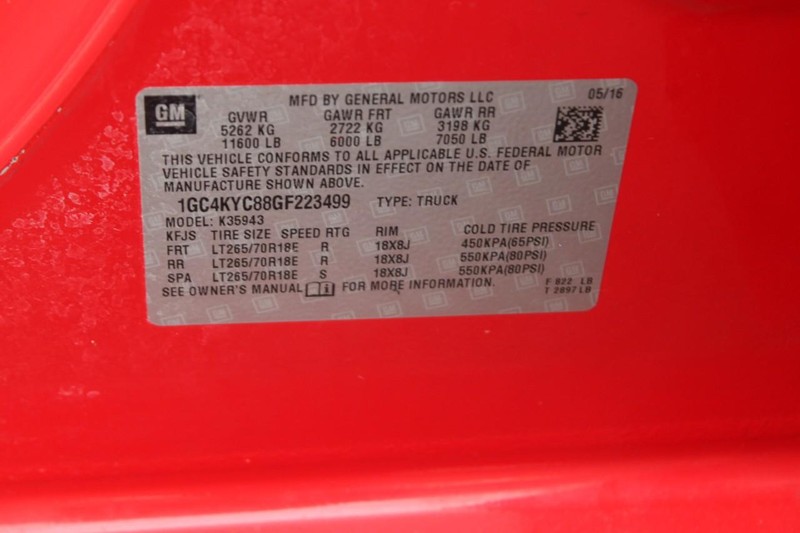 GM
MFD BY GENERAL MOTORS LLC 05/16
GVWR GAWR FRT GAWR RR
5262 KG 2722 KG 3198 KG
11600 LB 6000 LB 7050 LB
THIS VEHICLE CONFORMS TO ALL APPLICABLE U.S. FEDERAL MOTOR
VEHICLE SAFETY STANDARDS IN EFFECT ON THE DATE OF
MANUFACTURE SHOWN ABOVE.
1GC4KYC88GF223499 TYPE: TRUCK
MODEL: K35943
KFJS TIRE SIZE SPEED RTG RIM COLD TIRE PRESSURE
FRT LT265/70R18E R 18X8J 450KPA(65PSI)
RR LT265/70R18E R 18X8J 550KPA(80PSI)
SPA LT265/70R18E S 18X8J 550KPA(80PSI)
SEE OWNER'S MANUAL FOR MORE INFORMATION.
F 822 LB
T 2897 LB